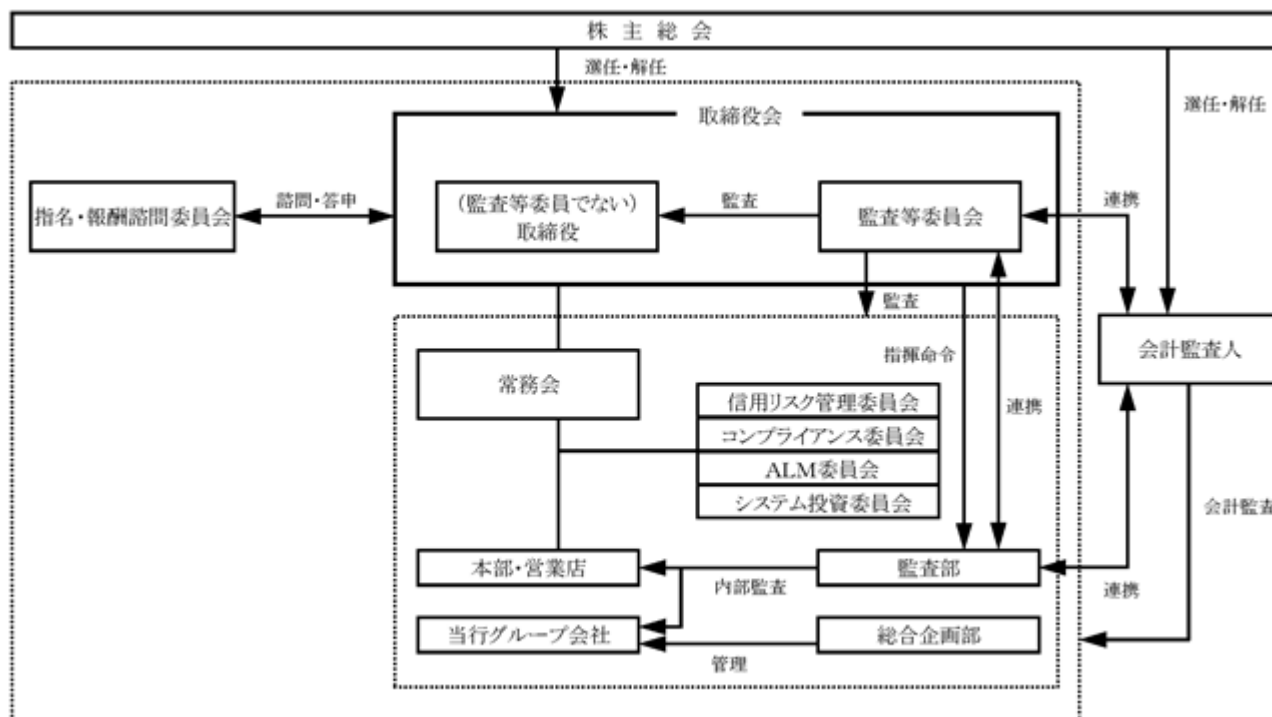 株主総会
選任・解任
選任・解任
取締役会
指名・報酬諮問委員会
諮問・答申
(監査等委員でない)
取締役
監査
監査等委員会
連携
監査
指揮命令
連携
会計監査人
常務会
信用リスク管理委員会
コンプライアンス委員会
ALM委員会
システム投資委員会
会計監査
本部・営業店
内部監査
監査部
連携
当行グループ会社
管理
総合企画部